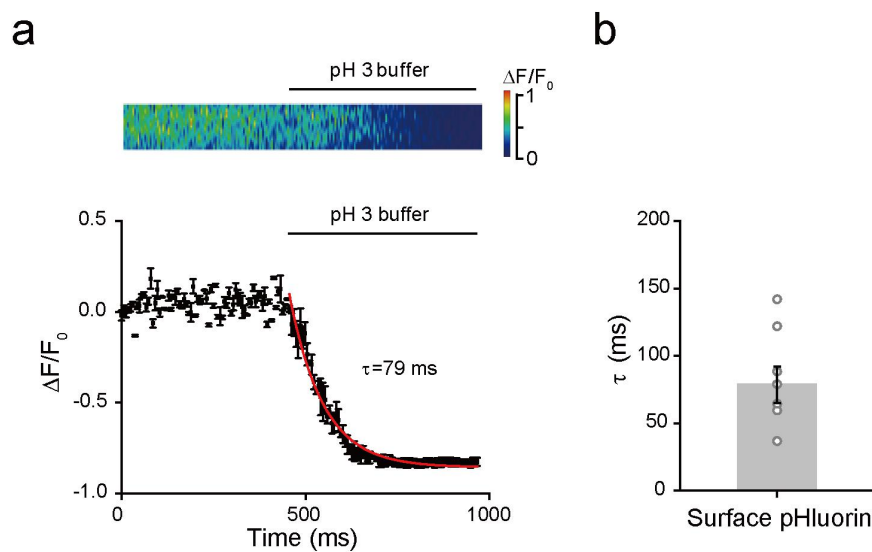 a
b
pH 3 buffer
ΔF/F0
1
0
pH 3 buffer
0.5
0.0
-0.5
-1.0
ΔF/F0
τ=79 ms
0
500
1000
Time (ms)
200
150
100
50
0
τ (ms)
Surface pHluorin